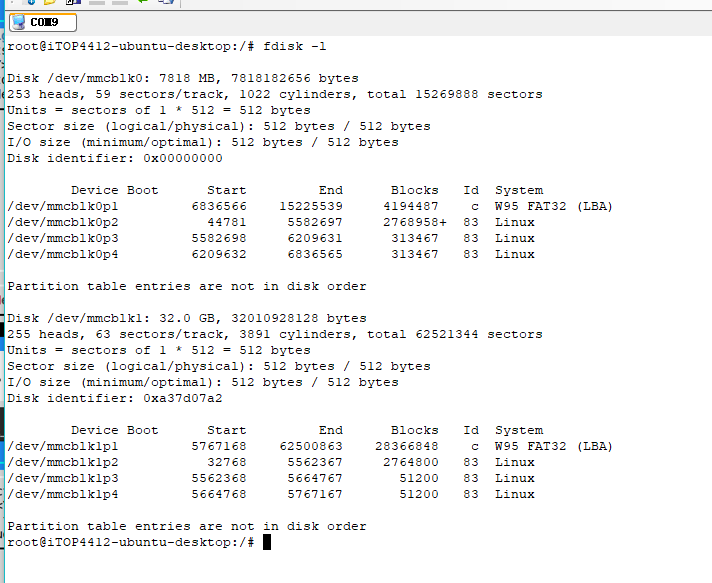 COM9
root@iTOP4412-ubuntu-desktop:/# fdisk -l
Disk /dev/mmcblk0: 7818 MB, 7818182656 bytes
253 heads, 59 sectors/track, 1022 cylinders, total 15269888 sectors
Units = sectors of 1 * 512 = 512 bytes
Sector size (logical/physical): 512 bytes / 512 bytes
I/O size (minimum/optimal): 512 bytes / 512 bytes
Disk identifier: 0x00000000
Device Boot Start End Blocks Id System
/dev/mmcblk0p1 6836566 15225539 4194487 c W95 FAT32 (LBA)
/dev/mmcblk0p2 44781 5582697 2768958+ 83 Linux
/dev/mmcblk0p3 5582698 6209631 313467 83 Linux
/dev/mmcblk0p4 6209632 6836565 313467 83 Linux
Partition table entries are not in disk order
Disk /dev/mmcblk1: 32.0 GB, 32010928128 bytes
255 heads, 63 sectors/track, 3891 cylinders, total 62521344 sectors
Units = sectors of 1 * 512 = 512 bytes
Sector size (logical/physical): 512 bytes / 512 bytes
I/O size (minimum/optimal): 512 bytes / 512 bytes
Disk identifier: 0xa37d07a2
Device Boot Start End Blocks Id System
/dev/mmcblk1p1 5767168 62500863 28366848 c W95 FAT32 (LBA)
/dev/mmcblk1p2 32768 5562367 2764800 83 Linux
/dev/mmcblk1p3 5562368 5664767 51200 83 Linux
/dev/mmcblk1p4 5664768 5767167 51200 83 Linux
Partition table entries are not in disk order
root@iTOP4412-ubuntu-desktop:/#